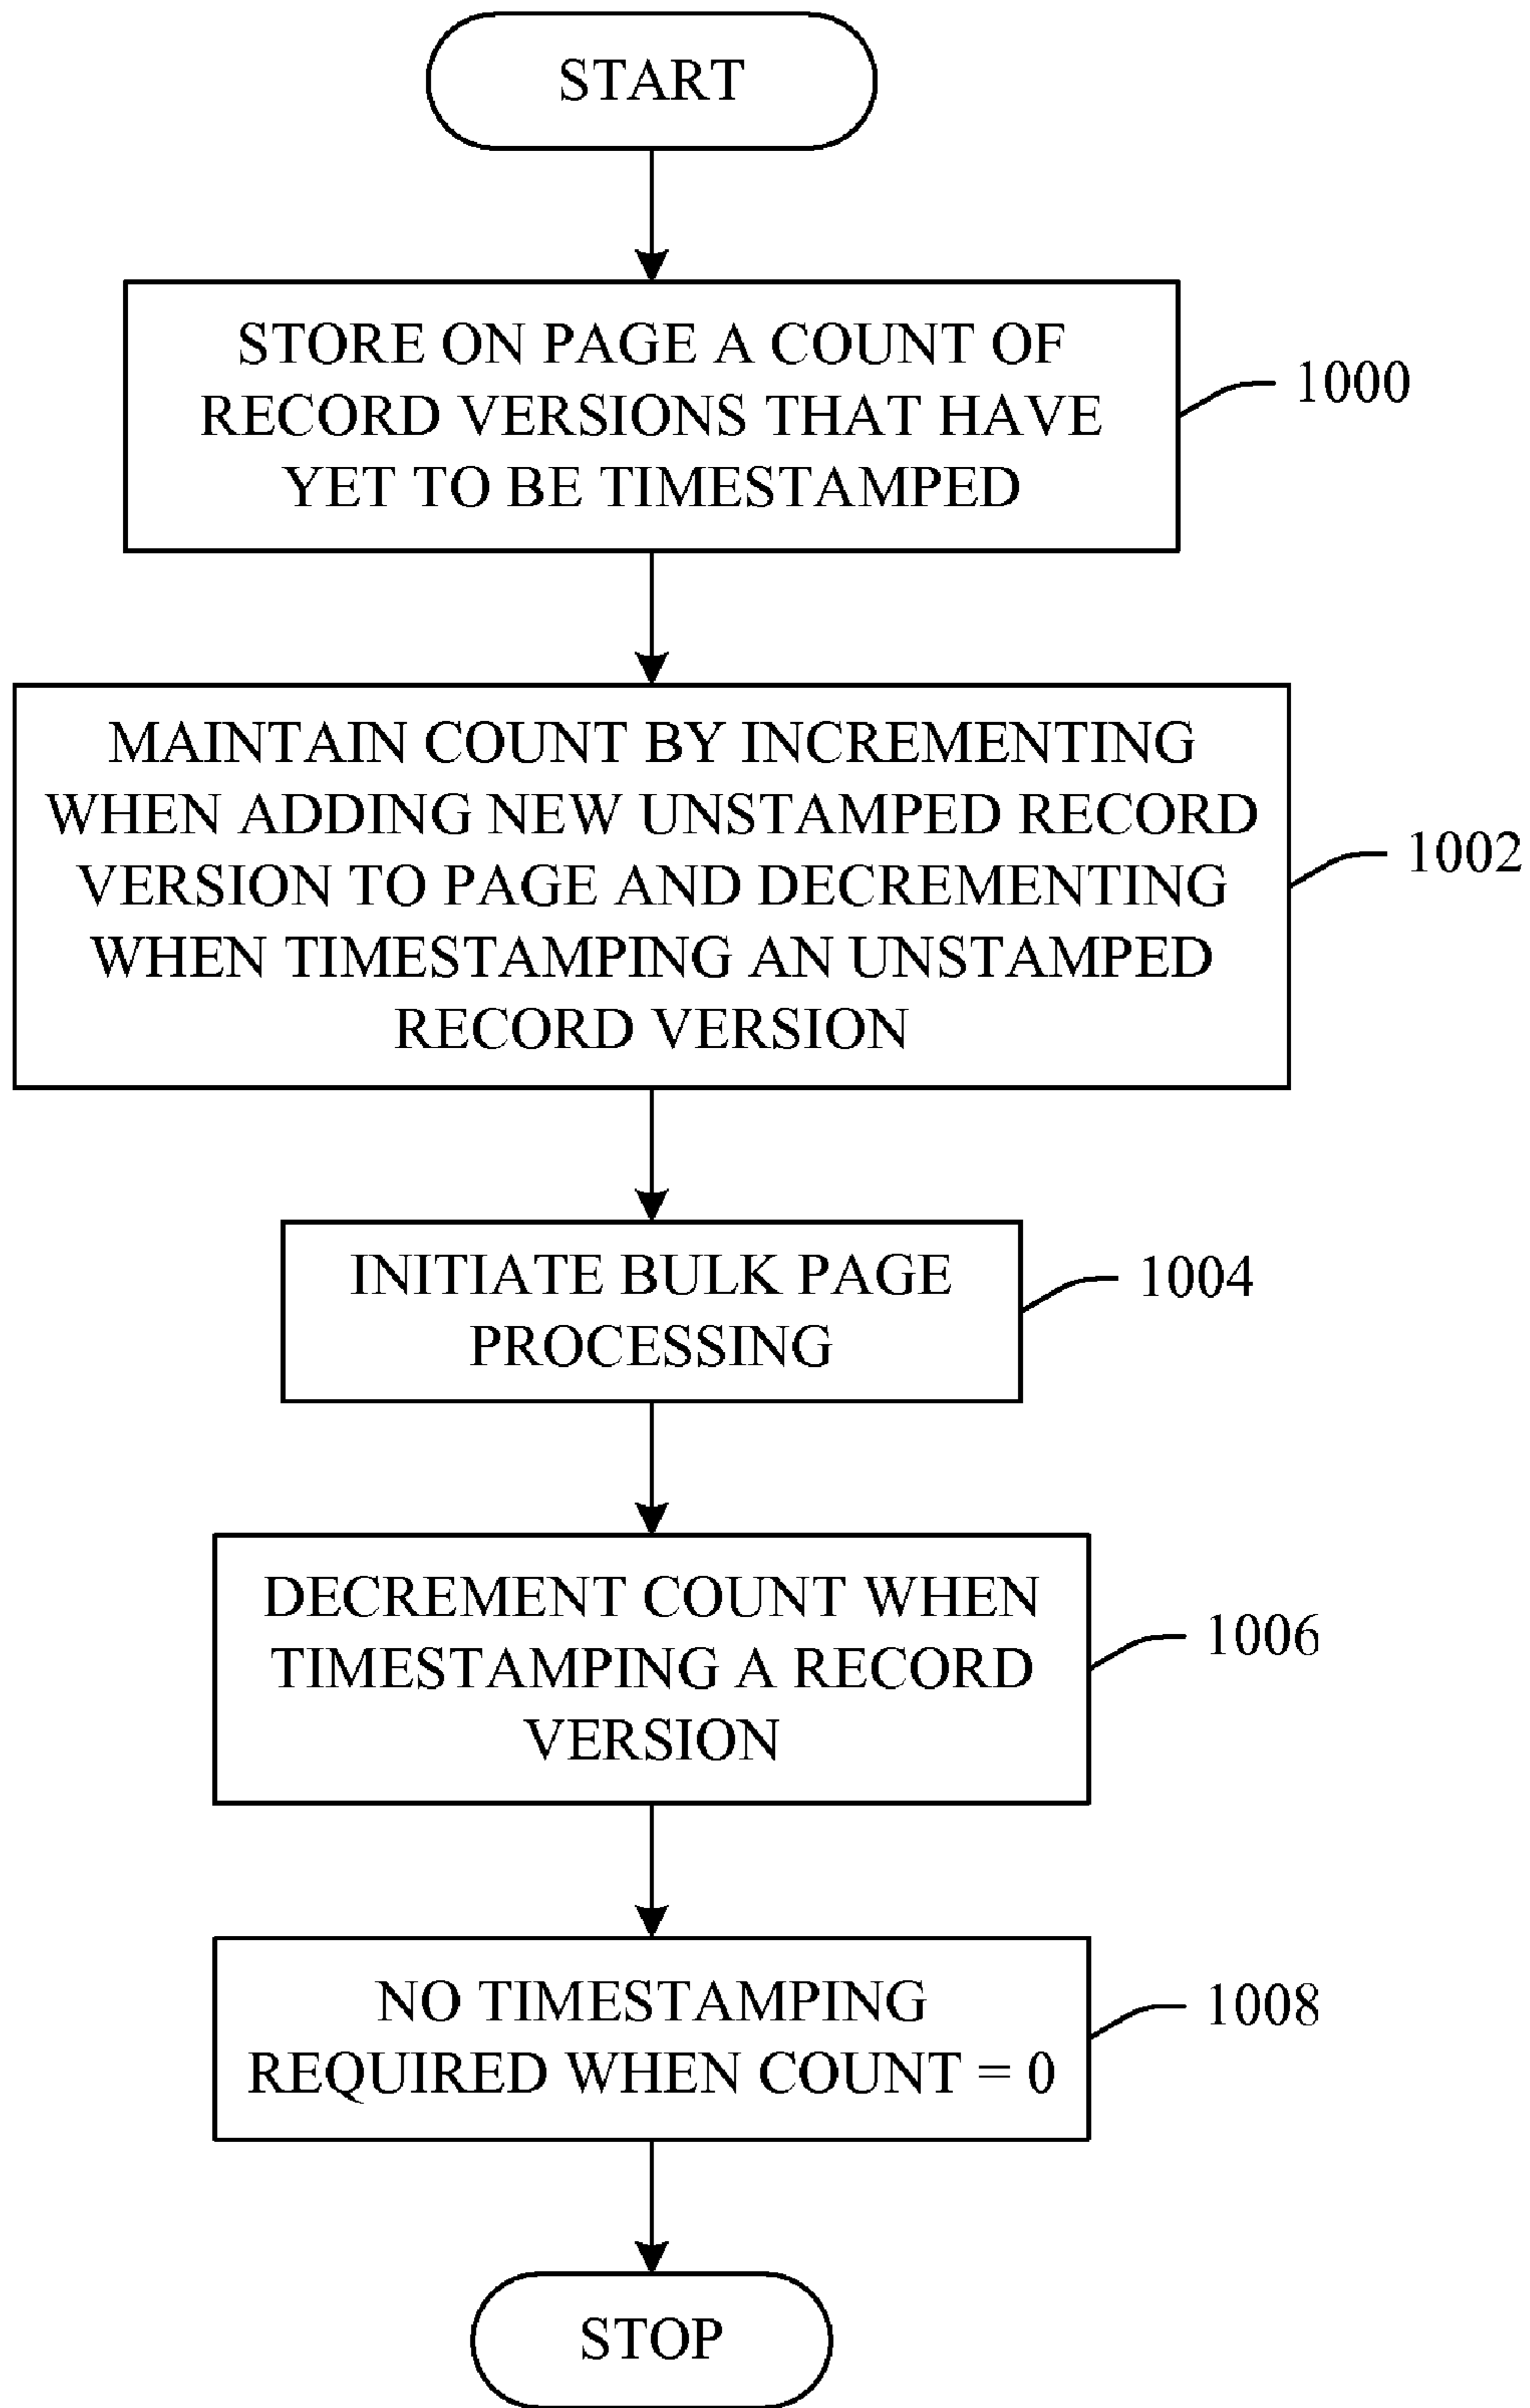 START
STORE ON PAGE A COUNT OF
RECORD VERSIONS THAT HAVE
YET TO BE TIMESTAMPED
1000
MAINTAIN COUNT BY INCREMENTING
WHEN ADDING NEW UNSTAMPED RECORD
VERSION TO PAGE AND DECREMENTING
WHEN TIMESTAMPING AN UNSTAMPED
RECORD VERSION
1002
INITIATE BULK PAGE
PROCESSING
1004
DECREMENT COUNT WHEN
TIMESTAMPING A RECORD
VERSION
1006
NO TIMESTAMPING
REQUIRED WHEN COUNT = 0
1008
STOP